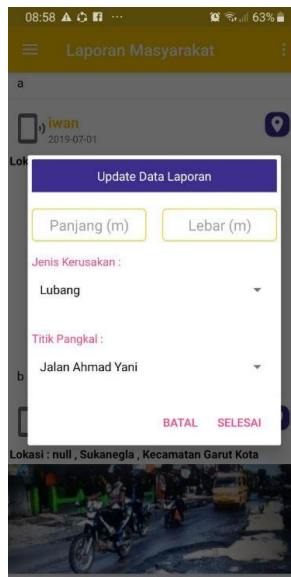 08:58 63%
Laporan Masyarakat
a
iwan
2019-07-01
Lok
Update Data Laporan
Panjang (m) Lebar (m)
Jenis Kerusakan :
Lubang
Titik Pangkal :
Jalan Ahmad Yani
b
BATAL SELESAI
Lokasi : null , Sukanegla , Kecamatan Garut Kota